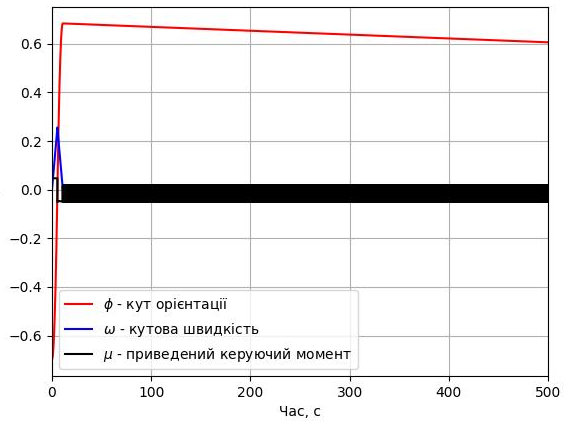 0.6
0.4
0.2
0.0
−0.2
−0.4
−0.6
ϕ - кут орієнтації
ω - кутова швидкість
μ - приведений керуючий момент
0 100 200 300 400 500
Час, с